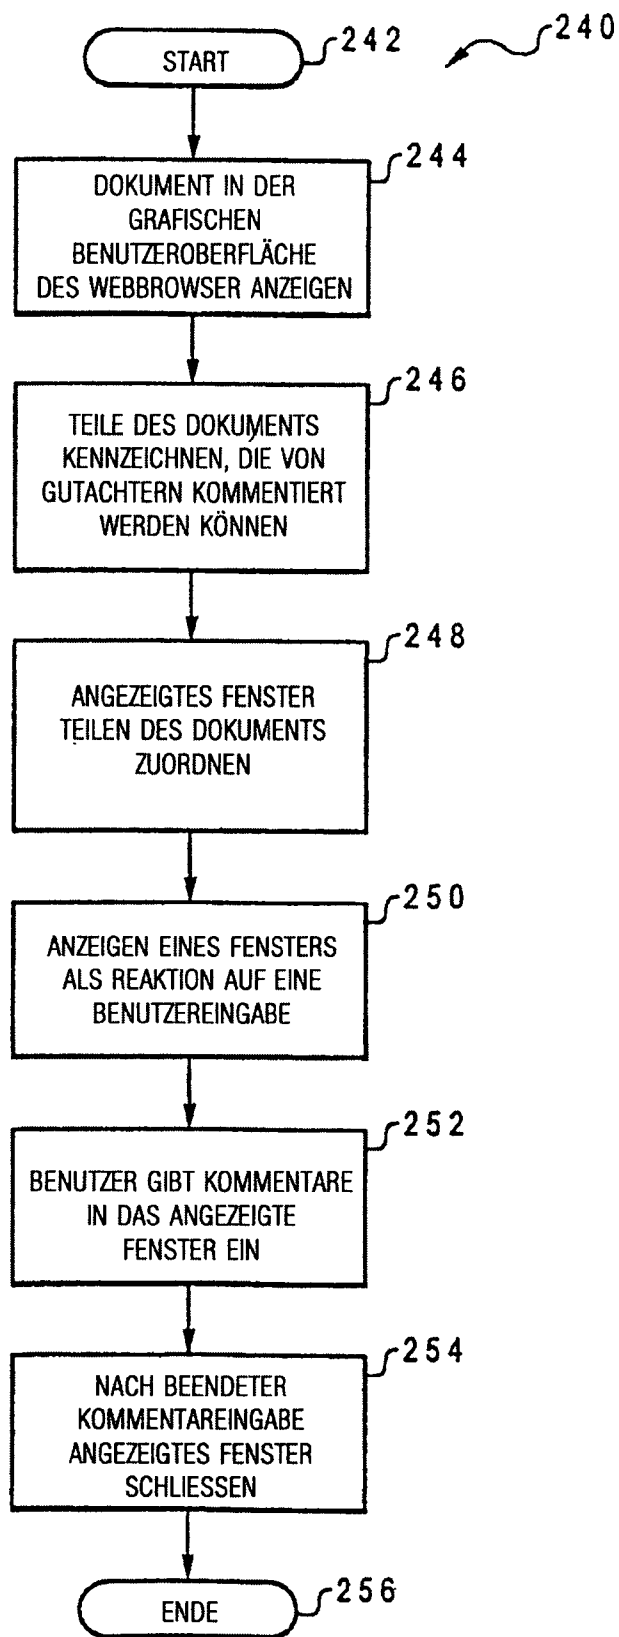 START
242
240
244
DOKUMENT IN DER
GRAFISCHEN
BENUTZEROBERFLÄCHE
DES WEBBROWSER ANZEIGEN
246
TEILE DES DOKUMENTS
KENNZEICHNEN, DIE VON
GUTACHTERN KOMMENTIERT
WERDEN KÖNNEN
248
ANGEZEIGTES FENSTER
TEILEN DES DOKUMENTS
ZUORDNEN
250
ANZEIGEN EINES FENSTERS
ALS REAKTION AUF EINE
BENUTZEREINGABE
252
BENUTZER GIBT KOMMENTARE
IN DAS ANGEZEIGTE
FENSTER EIN
254
NACH BEENDETER
KOMMENTAREINGABE
ANGEZEIGTES FENSTER
SCHLIESSEN
256
ENDE